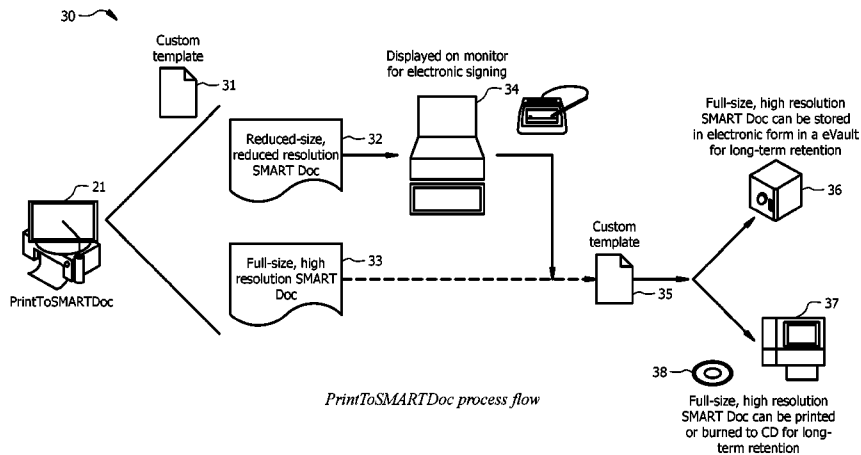 30
Custom
template
31
Displayed on monitor
for electronic signing
34
Full-size, high resolution
SMART Doc can be stored
in electronic form in a eVault
for long-term retention
36
21
PrintToSMARTDoc
Reduced-size,
reduced resolution
SMART Doc
32
Full-size, high
resolution SMART
Doc
33
Custom
template
35
37
38
Full-size, high resolution
SMART Doc can be printed
or burned to CD for long-
term retention
PrintToSMARTDoc process flow